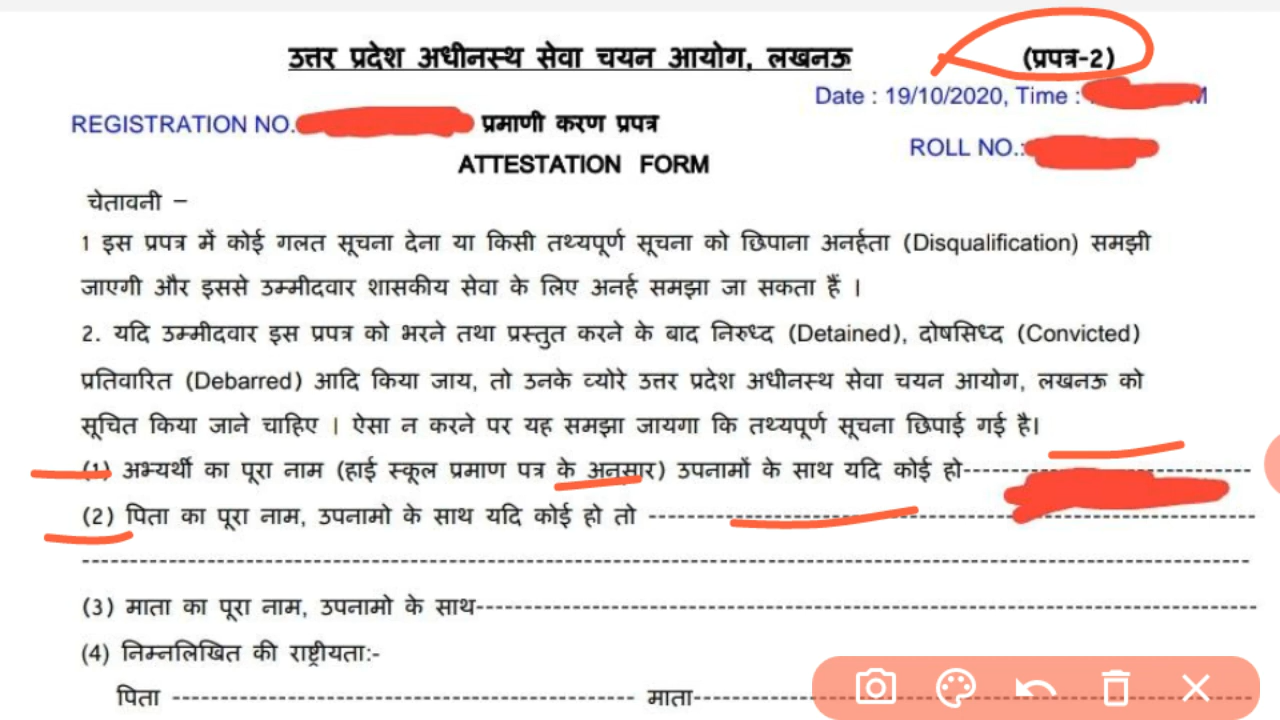 उत्तर प्रदेश अधीनस्थ सेवा चयन आयोग, लखनऊ (प्रपत्र-2)
Date : 19/10/2020, Time : M
REGISTRATION NO. प्रमाणी करण प्रपत्र
ROLL NO.:
ATTESTATION FORM
चेतावनी –
1 इस प्रपत्र में कोई गलत सूचना देना या किसी तथ्यपूर्ण सूचना को छिपाना अनर्हता (Disqualification) समझी
जाएगी और इससे उम्मीदवार शासकीय सेवा के लिए अनर्ह समझा जा सकता हैं ।
2. यदि उम्मीदवार इस प्रपत्र को भरने तथा प्रस्तुत करने के बाद निरुध्द (Detained), दोषसिध्द (Convicted)
प्रतिवारित (Debarred) आदि किया जाय, तो उनके व्योरे उत्तर प्रदेश अधीनस्थ सेवा चयन आयोग, लखनऊ को
सूचित किया जाने चाहिए । ऐसा न करने पर यह समझा जायगा कि तथ्यपूर्ण सूचना छिपाई गई है।
(1) अभ्यर्थी का पूरा नाम (हाई स्कूल प्रमाण पत्र के अनुसार) उपनामों के साथ यदि कोई हो
(2) पिता का पूरा नाम, उपनामो के साथ यदि कोई हो तो
(3) माता का पूरा नाम, उपनामो के साथ
(4) निम्नलिखित की राष्ट्रीयता:-
पिता माता